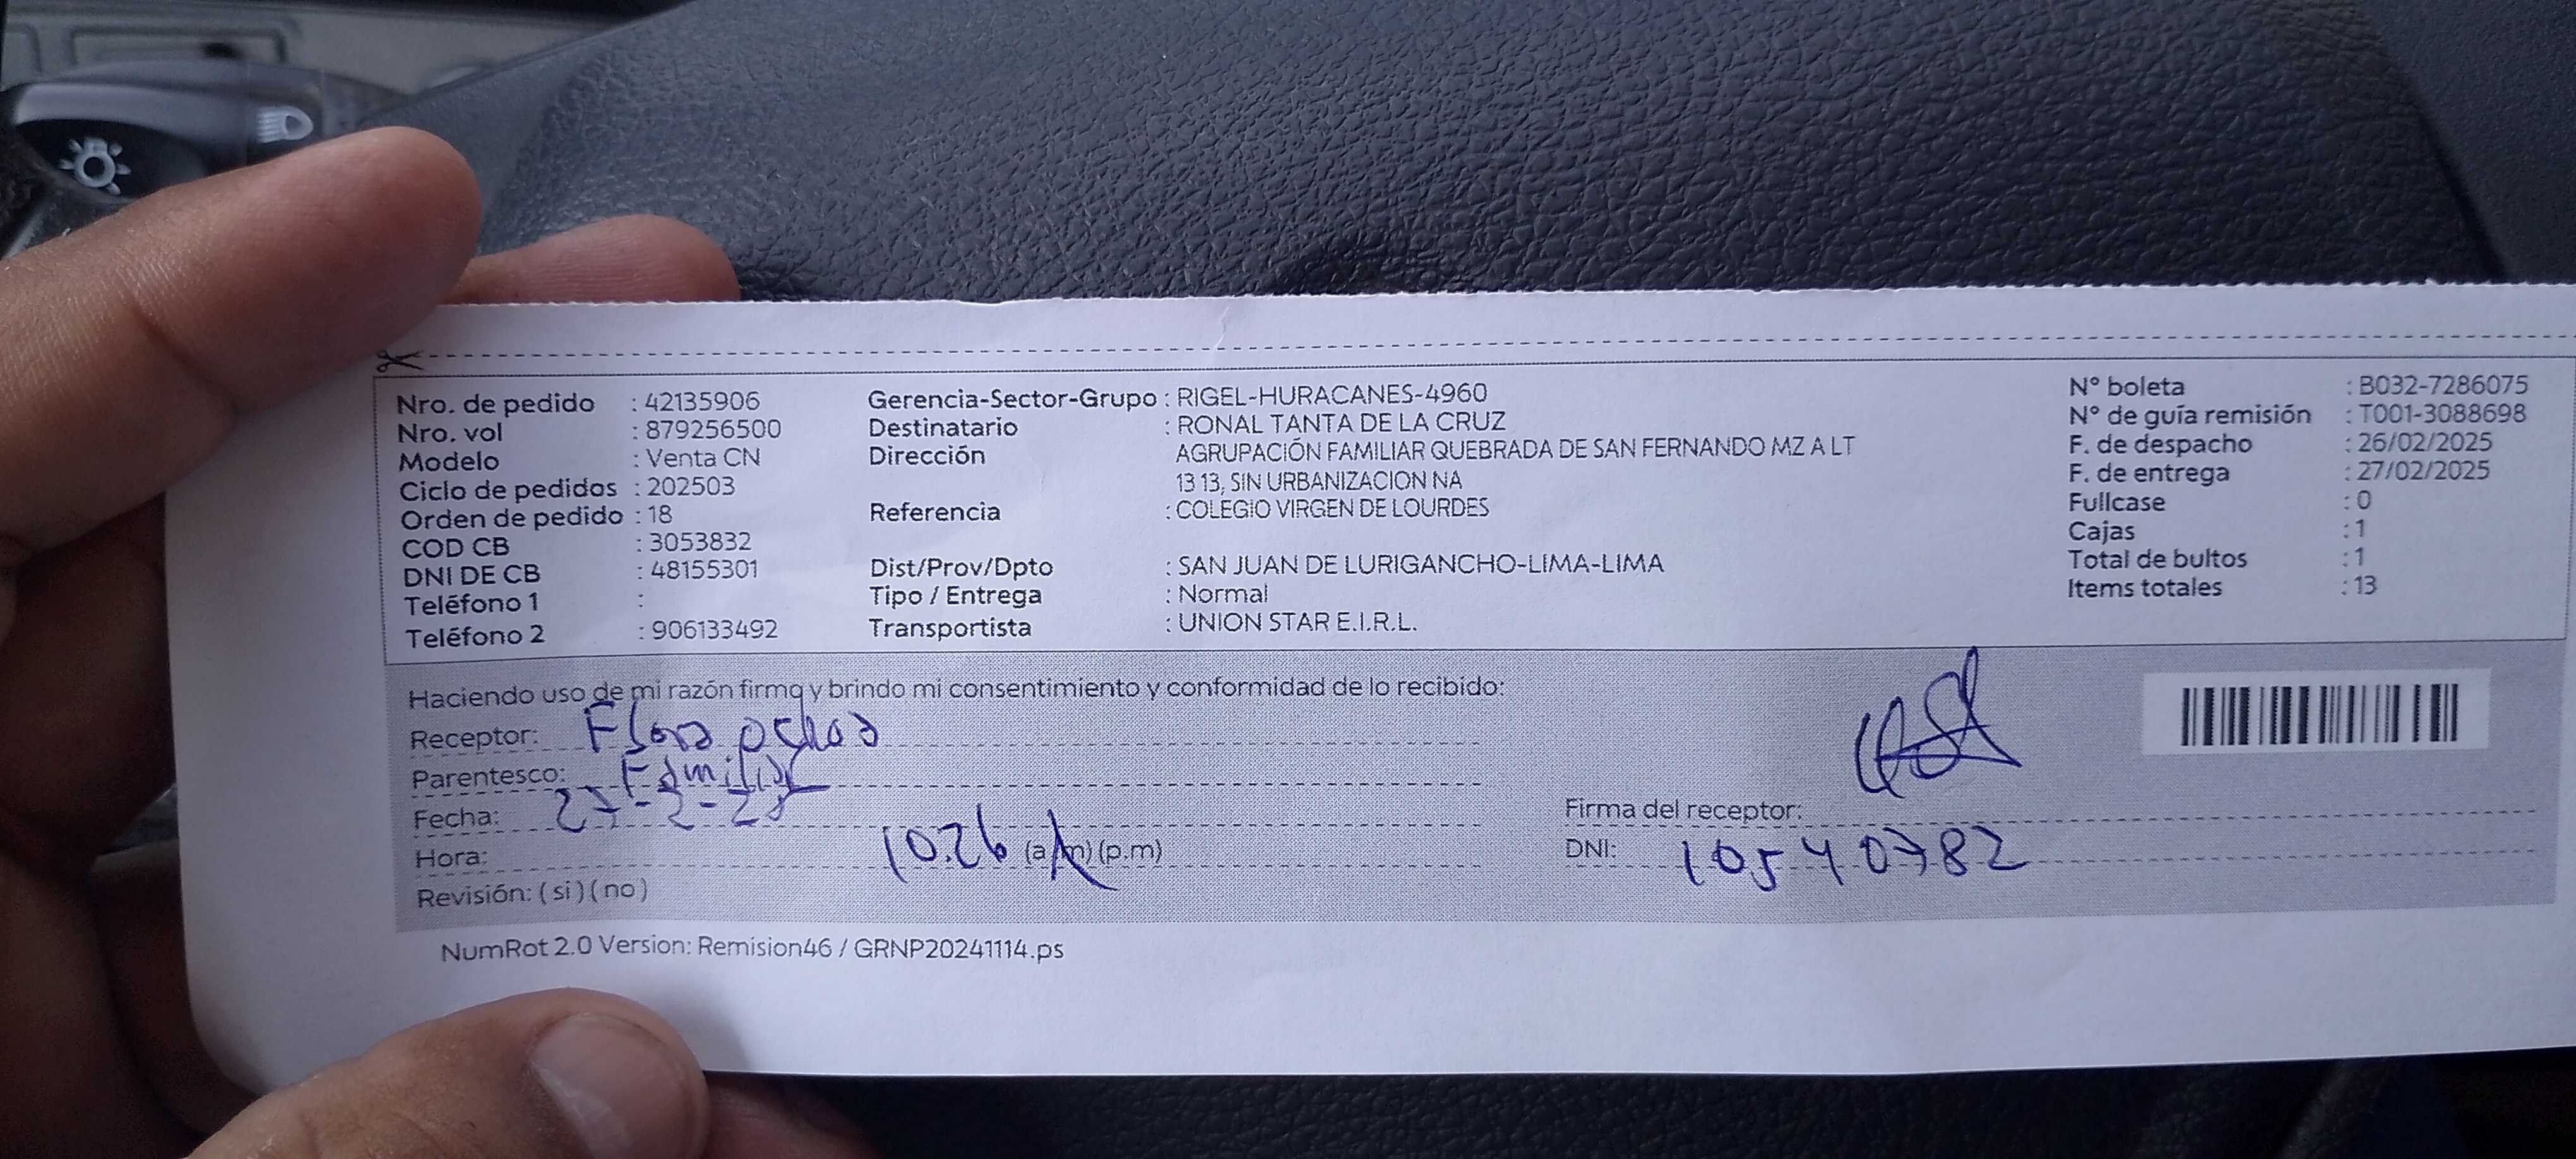 Nro. de pedido : 42135906
Nro. vol : 879256500
Modelo : Venta CN
Ciclo de pedidos : 202503
Orden de pedido : 18
COD CB : 3053832
DNI DE CB : 48155301
Teléfono 1 :
Teléfono 2 : 906133492
Gerencia-Sector-Grupo : RIGEL-HURACANES-4960
Destinatario : RONAL TANTA DE LA CRUZ
Dirección AGRUPACIÓN FAMILIAR QUEBRADA DE SAN FERNANDO MZ A LT
13 13, SIN URBANIZACION NA
Referencia : COLEGIO VIRGEN DE LOURDES
Dist/Prov/Dpto : SAN JUAN DE LURIGANCHO-LIMA-LIMA
Tipo / Entrega : Normal
Transportista : UNION STAR E.I.R.L.
N° boleta : B032-7286075
N° de guía remisión : T001-3088698
F. de despacho : 26/02/2025
F. de entrega : 27/02/2025
Fullcase : 0
Cajas : 1
Total de bultos : 1
Items totales : 13
Haciendo uso de mi razón firma y brindo mi consentimiento y conformidad de lo recibido:
Receptor: Flora ochoa
Parentesco: Familiar
Fecha: 27-2-25
Hora: 10:26 (a.m) (p.m)
Revisión: ( si ) ( no )
Firma del receptor:
DNI: 10540782
NumRot 2.0 Version: Remision46 / GRNP20241114.ps